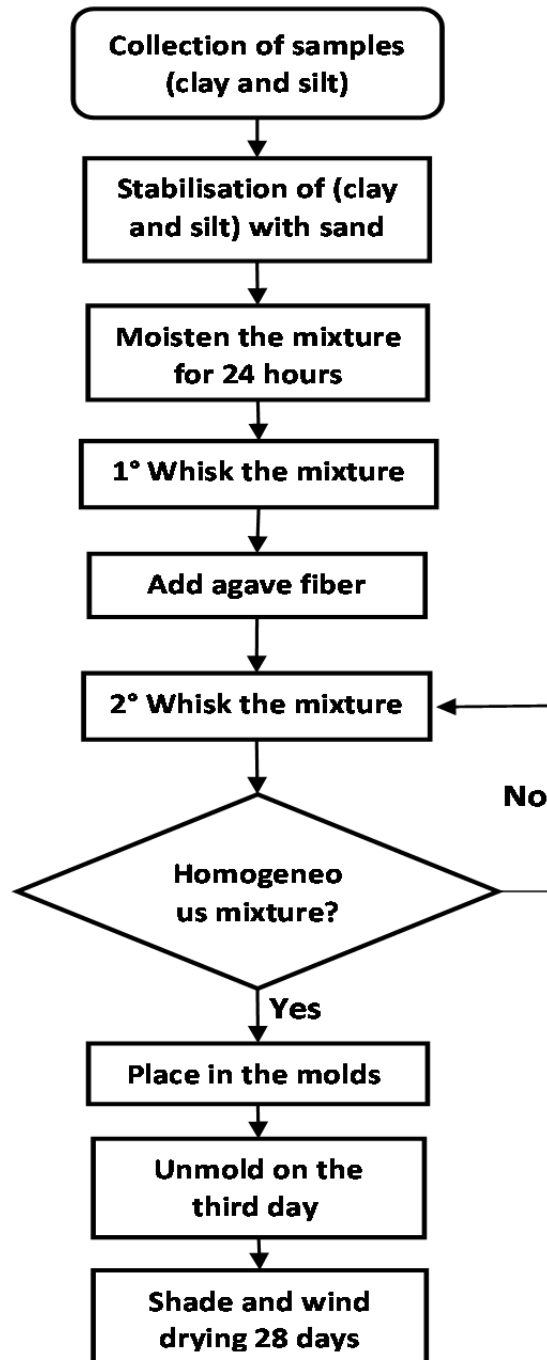 Collection of samples
(clay and silt)
Stabilisation of (clay
and silt) with sand
Moisten the mixture
for 24 hours
1° Whisk the mixture
Add agave fiber
2° Whisk the mixture
No
Homogeneo
us mixture?
Yes
Place in the molds
Unmold on the
third day
Shade and wind
drying 28 days